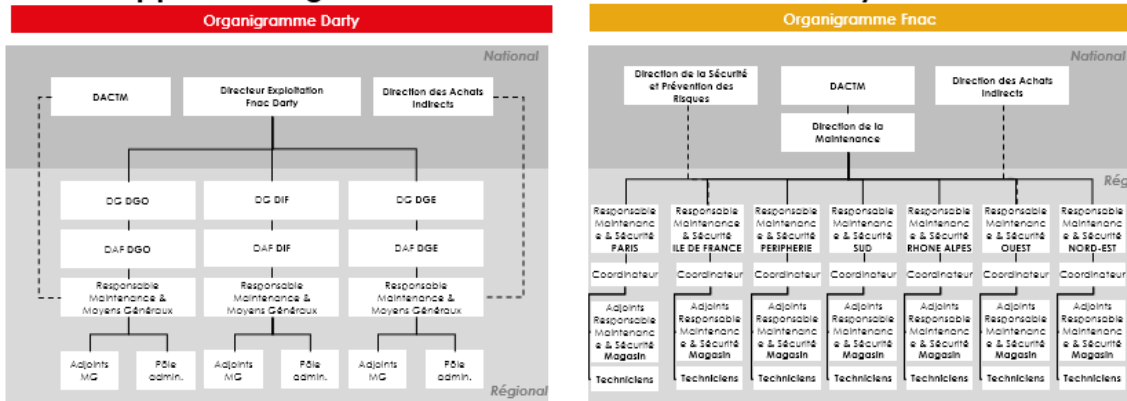 Organigramme Darty
National
DACTM
Directeur Exploitation
Fnac Darty
Direction des Achats
Indirects
DG DGO
DG DIF
DG DGE
DAF DGO
DAF DIF
DAF DGE
Responsable
Maintenance &
Moyens Généraux
Responsable
Maintenance &
Moyens Généraux
Responsable
Maintenance &
Moyens Généraux
Adjoints
MG
Pôle
admin.
Adjoints
MG
Pôle
admin.
Adjoints
MG
Pôle
admin.
Régional
Organigramme Fnac
National
Direction de la Sécurité
et Prévention des
Risques
DACTM
Direction des Achats
Indirects
Direction de la
Maintenance
Rég
Responsable
Maintenanc
e & Sécurité
PARIS
Responsable
Maintenanc
e & Sécurité
ILE DE FRANCE
Responsable
Maintenanc
e & Sécurité
PERIPHERIE
Responsable
Maintenanc
e & Sécurité
SUD
Responsable
Maintenanc
e & Sécurité
RHONE ALPES
Responsable
Maintenanc
e & Sécurité
OUEST
Responsable
Maintenanc
e & Sécurité
NORD-EST
Coordinateur
Coordinateur
Coordinateur
Coordinateur
Coordinateur
Coordinateur
Coordinateur
Adjoints
Responsable
Maintenanc
e & Sécurité
Magasin
Adjoints
Responsable
Maintenanc
e & Sécurité
Magasin
Adjoints
Responsable
Maintenanc
e & Sécurité
Magasin
Adjoints
Responsable
Maintenanc
e & Sécurité
Magasin
Adjoints
Responsable
Maintenanc
e & Sécurité
Magasin
Adjoints
Responsable
Maintenanc
e & Sécurité
Magasin
Adjoints
Responsable
Maintenanc
e & Sécurité
Magasin
Techniciens
Techniciens
Techniciens
Techniciens
Techniciens
Techniciens
Techniciens